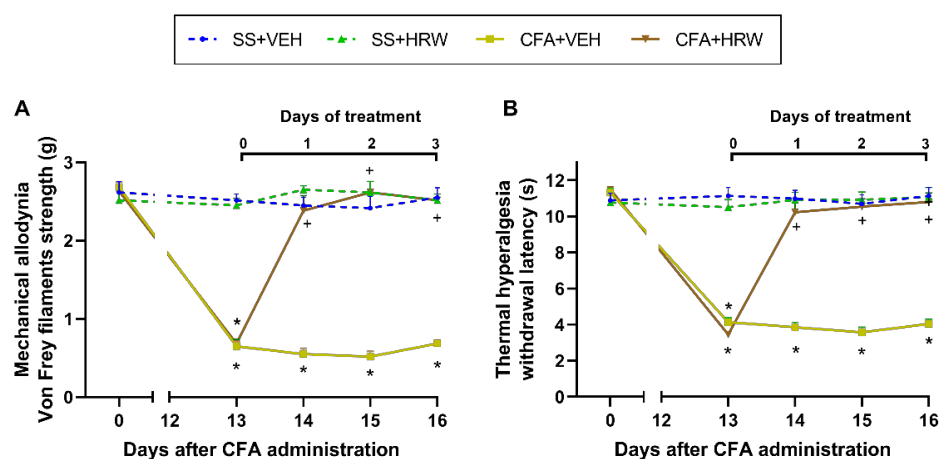 SS+VEH SS+HRW CFA+VEH CFA+HRW
A
Days of treatment
0 1 2 3
Mechanical allodynia
Von Frey filaments strength (g)
3
2
1
0
+
+
+
*
*
*
*
*
0 12 13 14 15 16
Days after CFA administration
B
Days of treatment
0 1 2 3
Thermal hyperalgesia
withdrawal latency (s)
12
10
8
6
4
2
0
+
+
+
+
*
*
*
*
*
0 12 13 14 15 16
Days after CFA administration